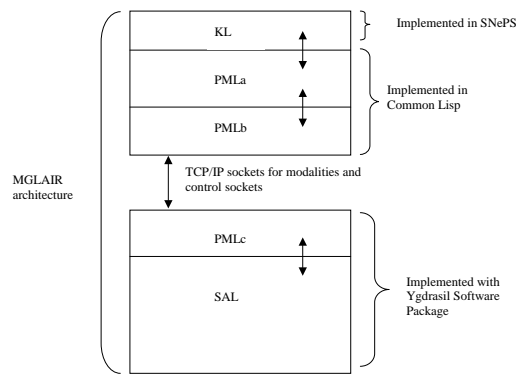 KL
Implemented in SNePS
PMLa
Implemented in
Common Lisp
PMLb
TCP/IP sockets for modalities and
control sockets
MGLAIR
architecture
PMLc
SAL
Implemented with
Ygdrasil Software
Package